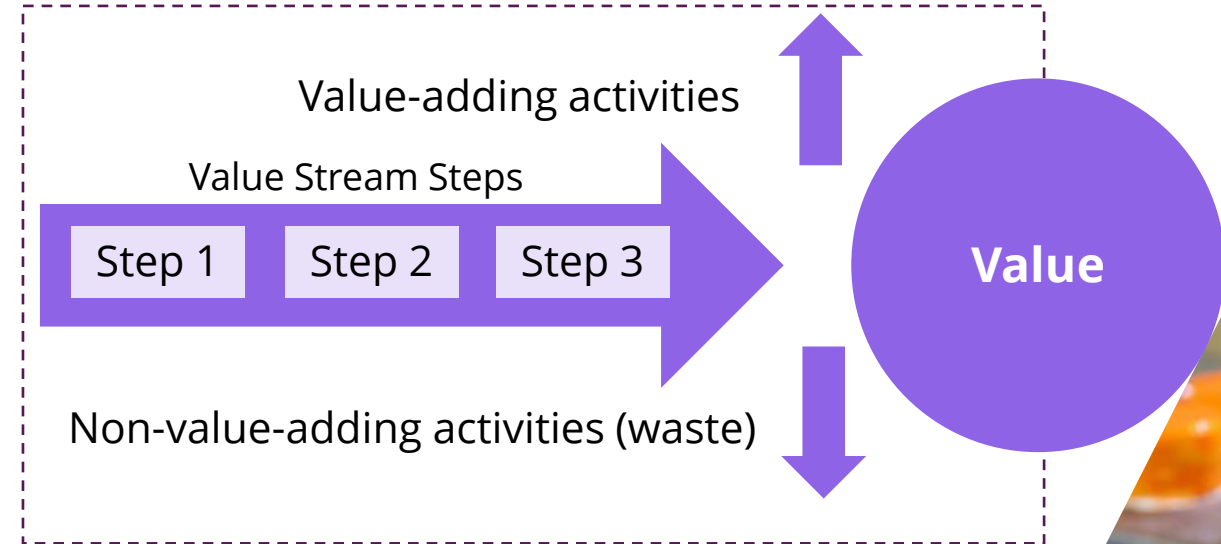 Value-adding activities
Value Stream Steps
Step 1
Step 2
Step 3
Value
Non-value-adding activities (waste)